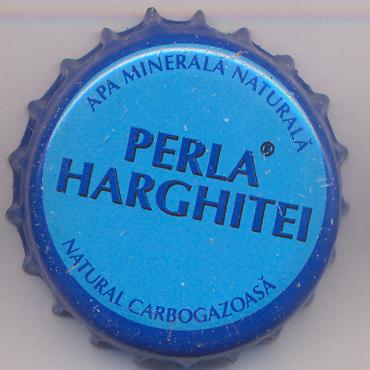 APA MINERALĂ NATURALĂ
PERLA®
HARGHITEI
NATURAL CARBOGAZOASĂ